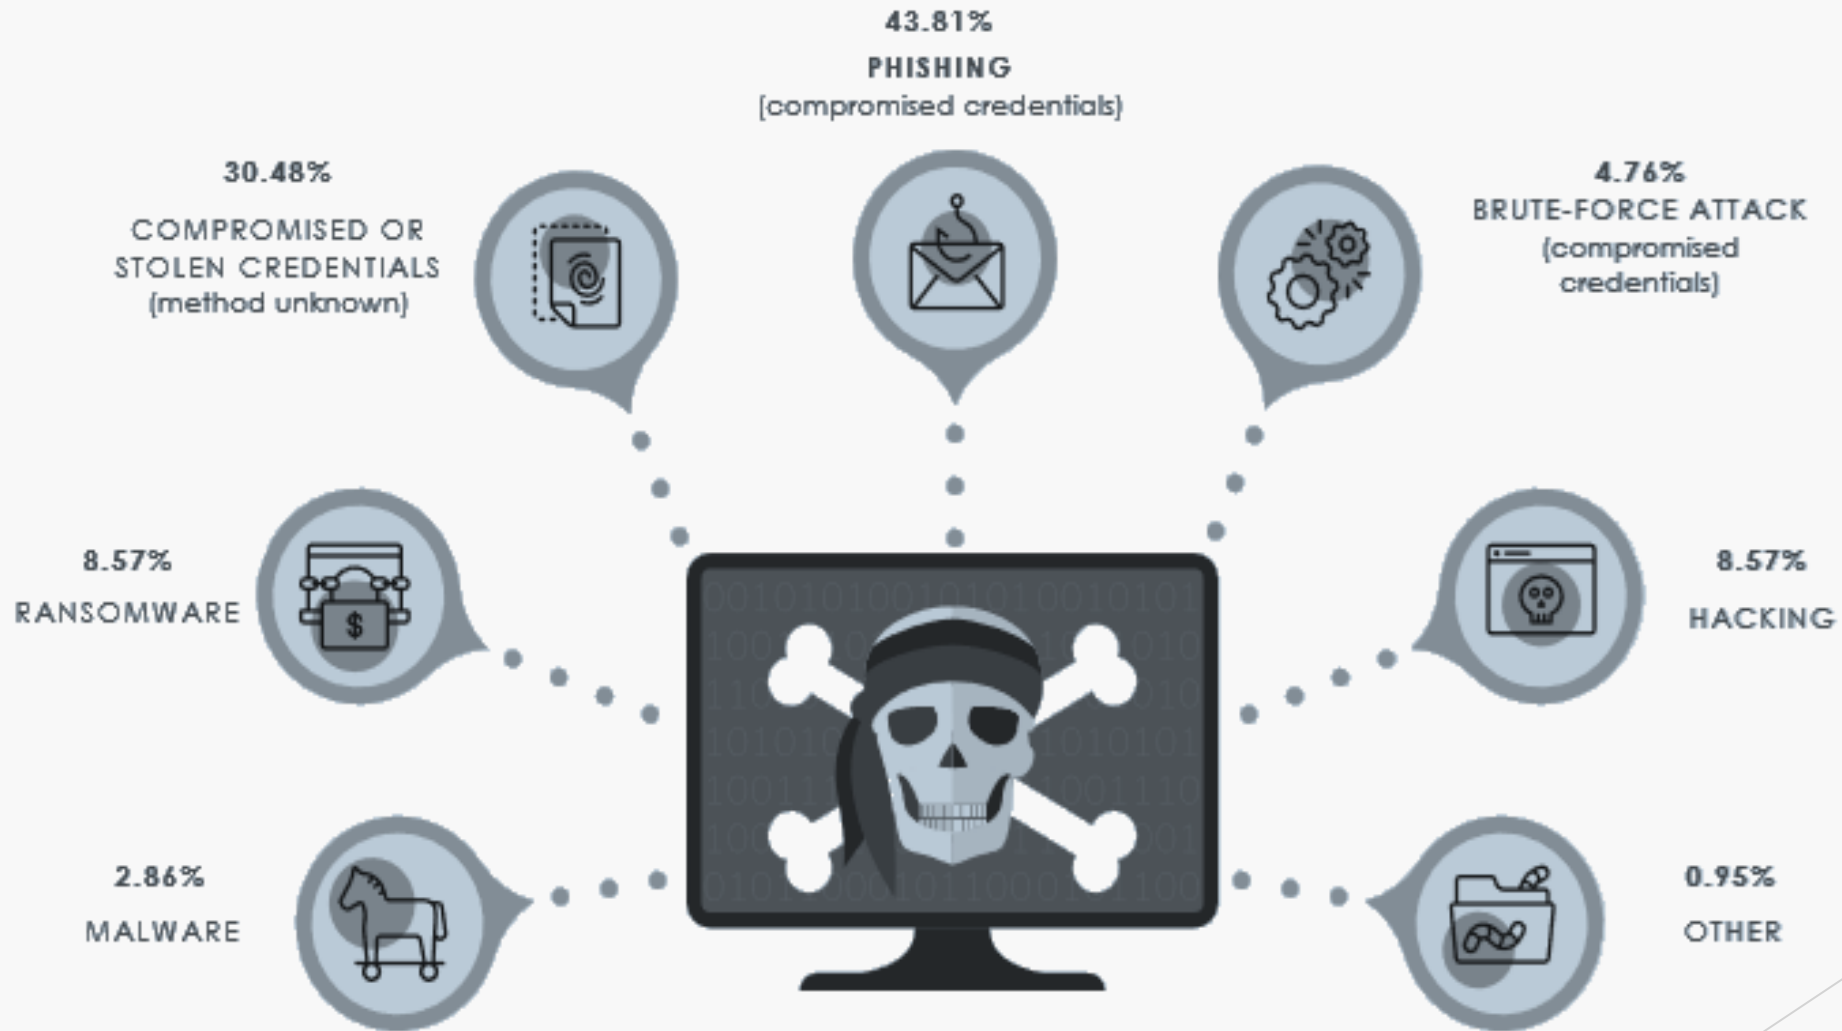 43.81%
PHISHING
(compromised credentials)
30.48%
COMPROMISED OR
STOLEN CREDENTIALS
(method unknown)
4.76%
BRUTE-FORCE ATTACK
(compromised
credentials)
8.57%
RANSOMWARE
$
8.57%
HACKING
2.86%
MALWARE
0.95%
OTHER